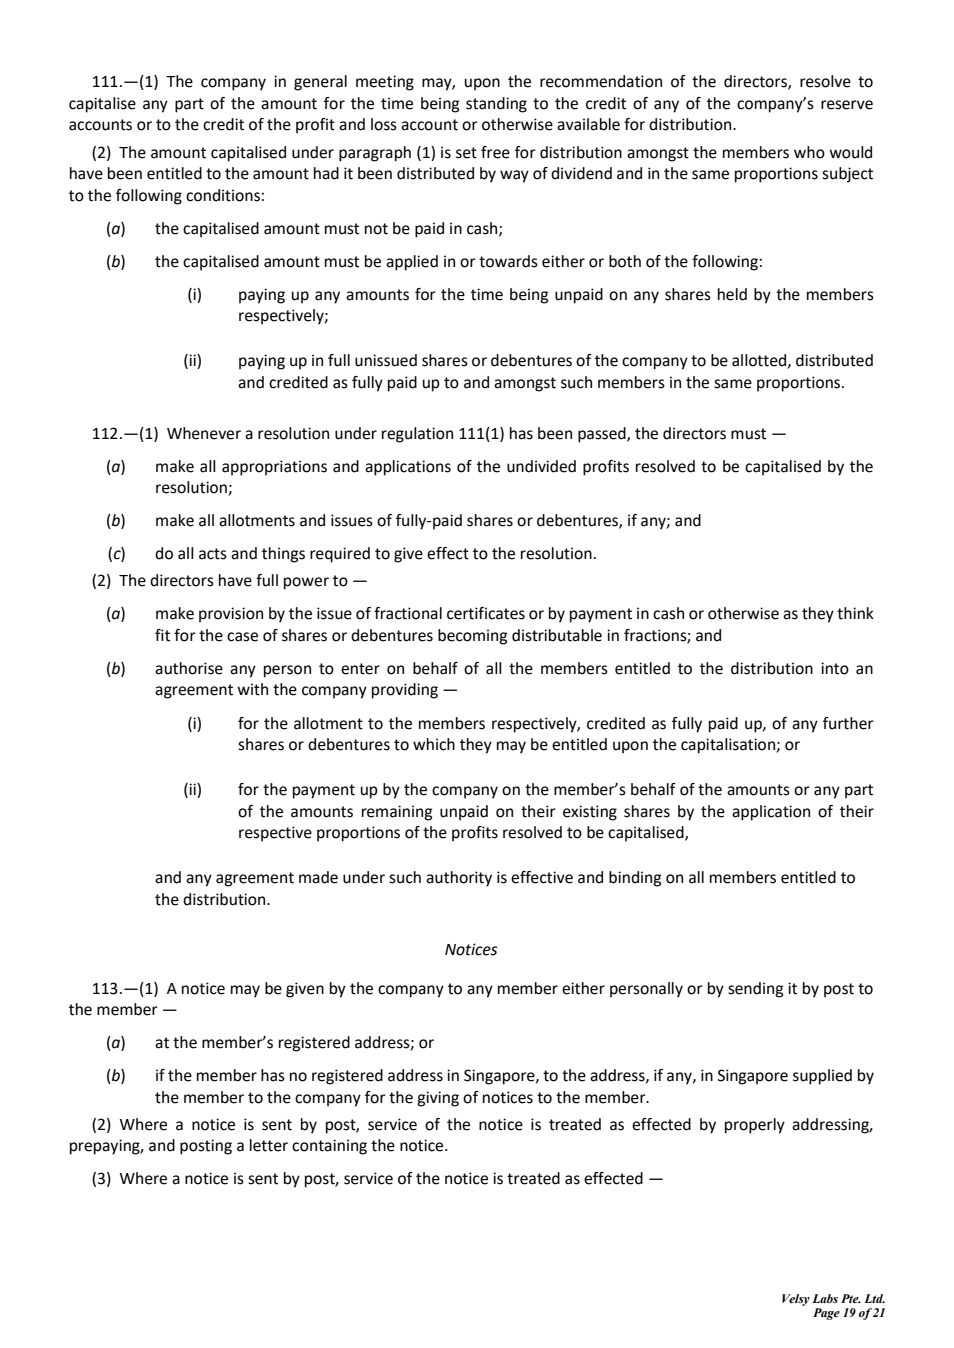 111.—(1) The company in general meeting may, upon the recommendation of the directors, resolve to
capitalise any part of the amount for the time being standing to the credit of any of the company’s reserve
accounts or to the credit of the profit and loss account or otherwise available for distribution.
(2) The amount capitalised under paragraph (1) is set free for distribution amongst the members who would
have been entitled to the amount had it been distributed by way of dividend and in the same proportions subject
to the following conditions:
(a) the capitalised amount must not be paid in cash;
(b) the capitalised amount must be applied in or towards either or both of the following:
(i) paying up any amounts for the time being unpaid on any shares held by the members
respectively;
(ii) paying up in full unissued shares or debentures of the company to be allotted, distributed
and credited as fully paid up to and amongst such members in the same proportions.
112.—(1) Whenever a resolution under regulation 111(1) has been passed, the directors must —
(a) make all appropriations and applications of the undivided profits resolved to be capitalised by the
resolution;
(b) make all allotments and issues of fully-paid shares or debentures, if any; and
(c) do all acts and things required to give effect to the resolution.
(2) The directors have full power to —
(a) make provision by the issue of fractional certificates or by payment in cash or otherwise as they think
fit for the case of shares or debentures becoming distributable in fractions; and
(b) authorise any person to enter on behalf of all the members entitled to the distribution into an
agreement with the company providing —
(i) for the allotment to the members respectively, credited as fully paid up, of any further
shares or debentures to which they may be entitled upon the capitalisation; or
(ii) for the payment up by the company on the member’s behalf of the amounts or any part
of the amounts remaining unpaid on their existing shares by the application of their
respective proportions of the profits resolved to be capitalised,
and any agreement made under such authority is effective and binding on all members entitled to
the distribution.
Notices
113.—(1) A notice may be given by the company to any member either personally or by sending it by post to
the member —
(a) at the member’s registered address; or
(b) if the member has no registered address in Singapore, to the address, if any, in Singapore supplied by
the member to the company for the giving of notices to the member.
(2) Where a notice is sent by post, service of the notice is treated as effected by properly addressing,
prepaying, and posting a letter containing the notice.
(3) Where a notice is sent by post, service of the notice is treated as effected —
Velsy Labs Pte. Ltd.
Page 19 of 21